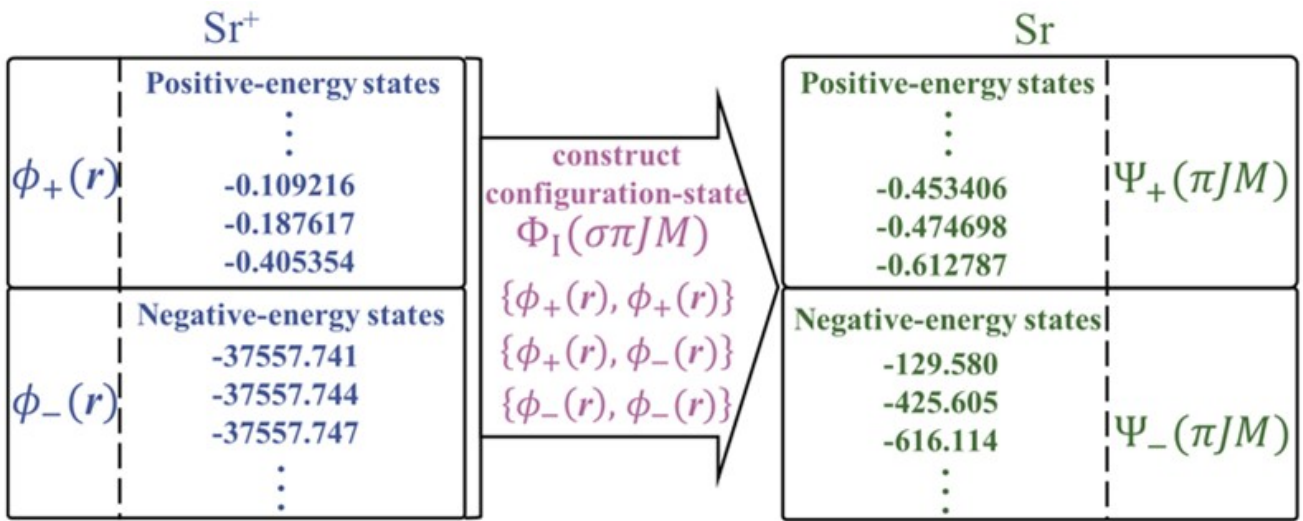 Sr⁺
ϕ₊(r)
Positive-energy states
⋮
-0.109216
-0.187617
-0.405354
ϕ₋(r)
Negative-energy states
-37557.741
-37557.744
-37557.747
⋮
construct
configuration-state
Φ_I(σπJM)
{ϕ₊(r), ϕ₊(r)}
{ϕ₊(r), ϕ₋(r)}
{ϕ₋(r), ϕ₋(r)}
Sr
Positive-energy states
⋮
-0.453406
-0.474698
-0.612787
Ψ₊(πJM)
Negative-energy states
-129.580
-425.605
-616.114
⋮
Ψ₋(πJM)